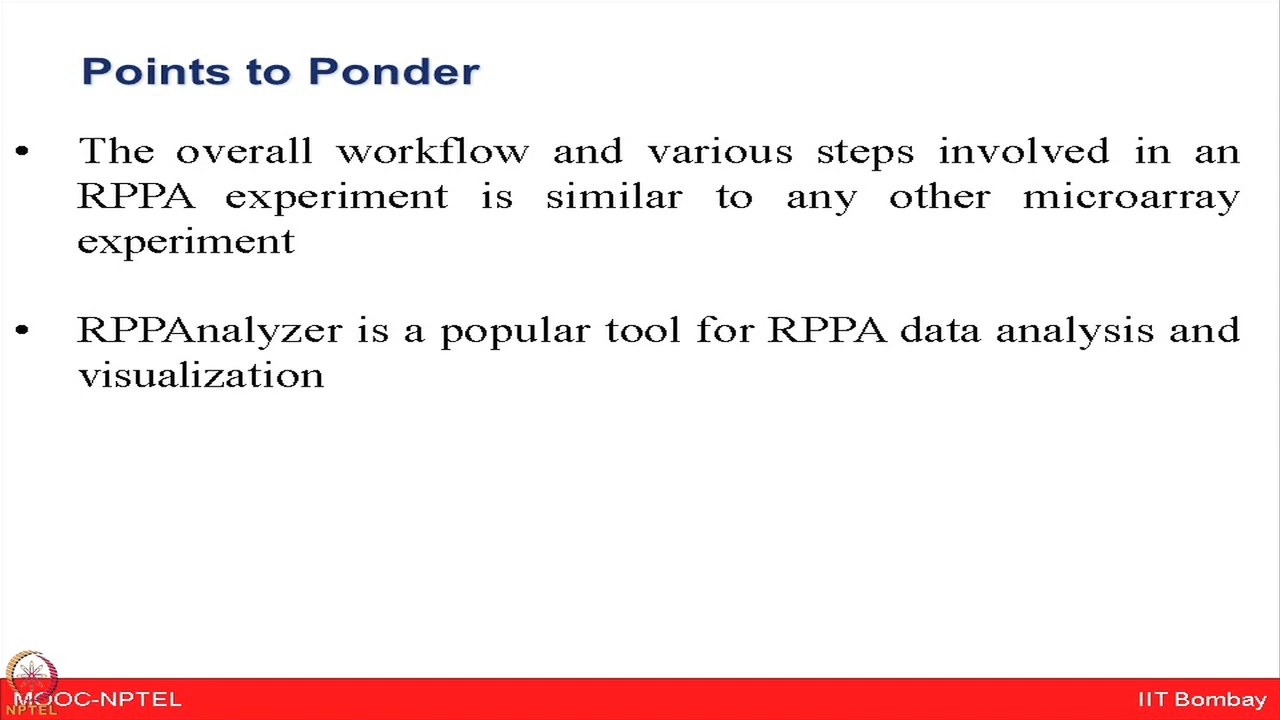 Points to Ponder
• The overall workflow and various steps involved in an
RPPA experiment is similar to any other microarray
experiment
• RPPAnalyzer is a popular tool for RPPA data analysis and
visualization
MOOC-NPTEL
NPTEL
IIT Bombay